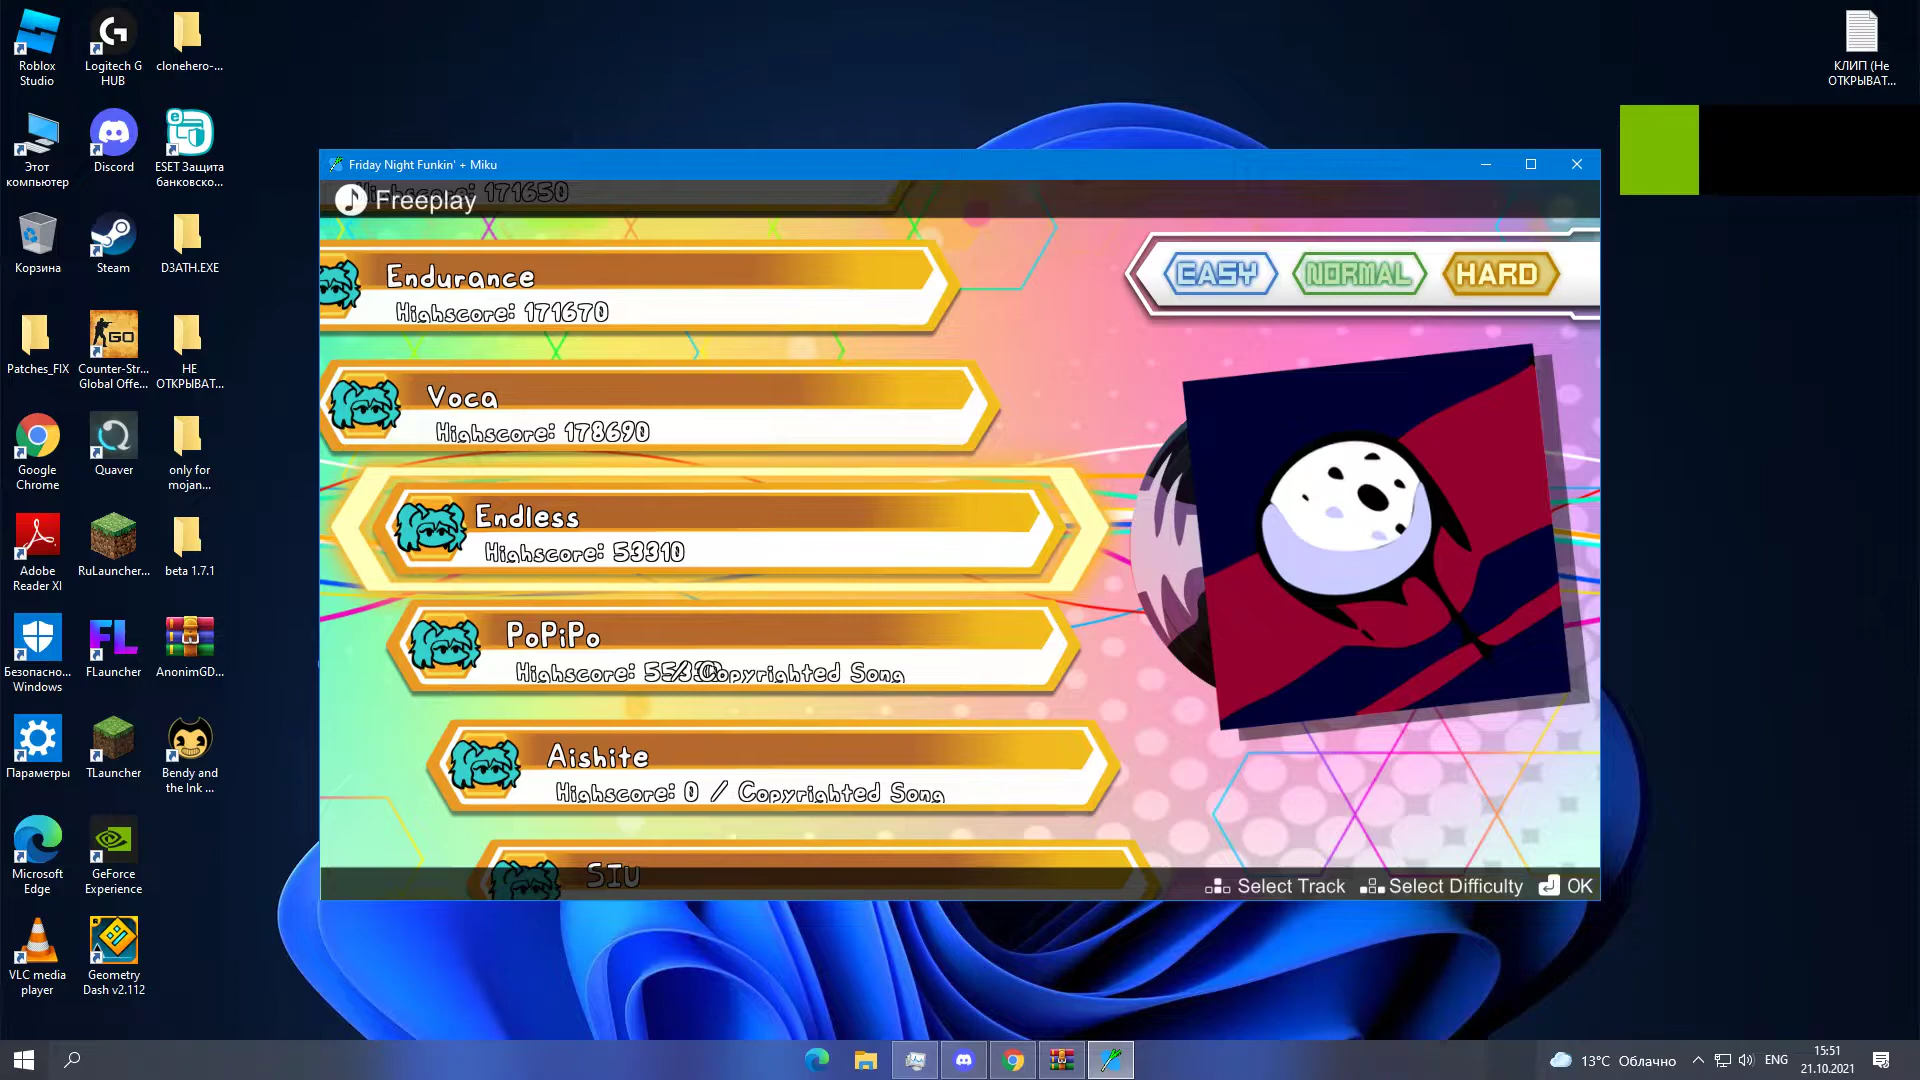 Roblox
Studio
Logitech G
HUB
clonehero-...
КЛИП (Не
ОТКРЫВАТ...
Этот
компьютер
Discord
ESET Защита
банковско...
Корзина
Steam
D3ATH.EXE
Patches_FIX
Counter-Str...
Global Offe...
НЕ
ОТКРЫВАТ...
Google
Chrome
Quaver
only for
mojan...
Adobe
Reader XI
RuLauncher...
beta 1.7.1
Безопасно...
Windows
FLauncher
AnonimGD...
Параметры
TLauncher
Bendy and
the Ink ...
Microsoft
Edge
GeForce
Experience
VLC media
player
Geometry
Dash v2.112
GO
FL
Friday Night Funkin' + Miku
Highscore: 171650
Freeplay
Endurance
Highscore: 171670
EASY NORMAL HARD
Voca
Highscore: 178690
Endless
Highscore: 53310
PoPiPo
Highscore: / Copyrighted Song
Aishite
Highscore: 0 / Copyrighted Song
SIU
Select Track Select Difficulty OK
13°C Облачно
ENG
15:51
21.10.2021